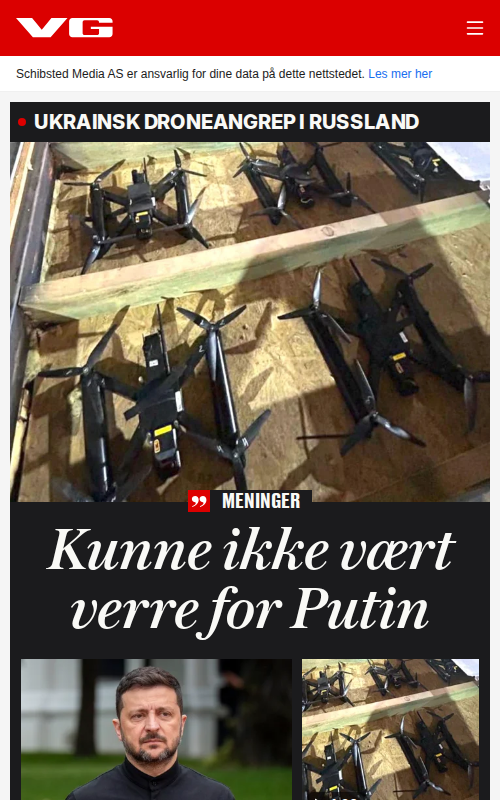 VG
Schibsted Media AS er ansvarlig for dine data på dette nettstedet. Les mer her
UKRAINSK DRONEANGREP I RUSSLAND
MENINGER
Kunne ikke vært
verre for Putin